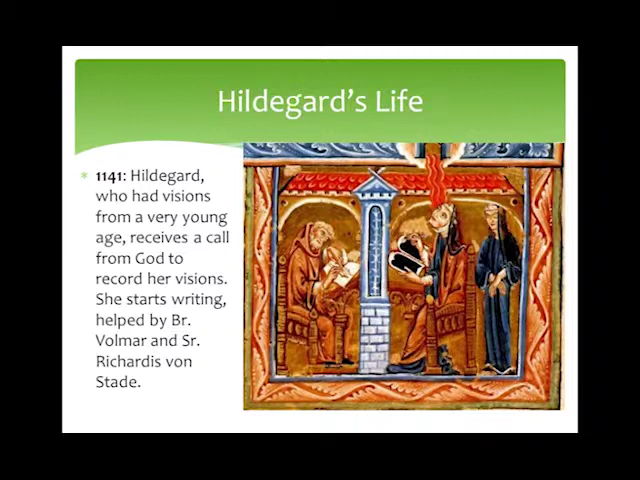 Hildegard’s Life
* 1141: Hildegard,
who had visions
from a very young
age, receives a call
from God to
record her visions.
She starts writing,
helped by Br.
Volmar and Sr.
Richardis von
Stade.